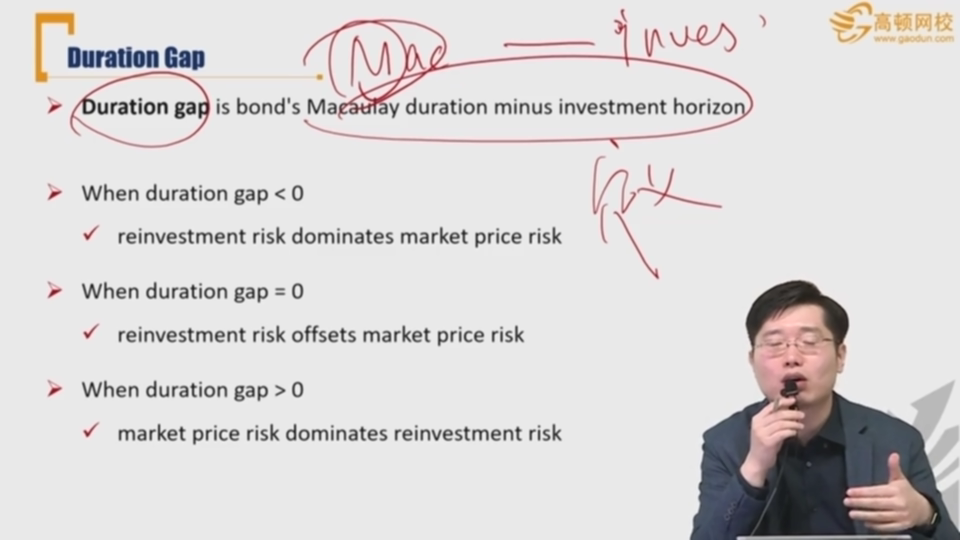 高顿网校
www.gaodun.com
Duration Gap
Mac — inves
Duration gap is bond's Macaulay duration minus investment horizon
When duration gap < 0
reinvestment risk dominates market price risk
When duration gap = 0
reinvestment risk offsets market price risk
When duration gap > 0
market price risk dominates reinvestment risk